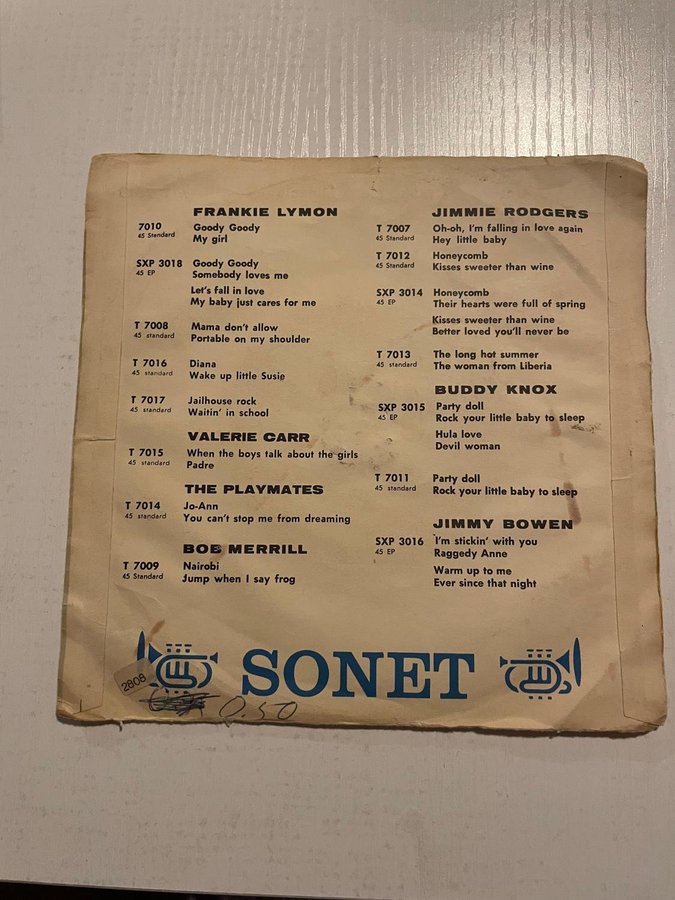 FRANKIE LYMON
7010 Goody Goody
45 Standard My girl
SXP 3018 Goody Goody
45 EP Somebody loves me
Let's fall in love
My baby just cares for me
T 7008 Mama don't allow
45 standard Portable on my shoulder
T 7016 Diana
45 standard Wake up little Susie
T 7017 Jailhouse rock
45 standard Waitin' in school
VALERIE CARR
T 7015 When the boys talk about the girls
45 standard Padre
THE PLAYMATES
T 7014 Jo-Ann
45 standard You can't stop me from dreaming
BOB MERRILL
T 7009 Nairobi
45 Standard Jump when I say frog
JIMMIE RODGERS
T 7007 Oh-oh, I'm falling in love again
45 Standard Hey little baby
T 7012 Honeycomb
45 Standard Kisses sweeter than wine
SXP 3014 Honeycomb
45 EP Their hearts were full of spring
Kisses sweeter than wine
Better loved you'll never be
T 7013 The long hot summer
45 standard The woman from Liberia
BUDDY KNOX
SXP 3015 Party doll
45 EP Rock your little baby to sleep
Hula love
Devil woman
T 7011 Party doll
45 standard Rock your little baby to sleep
JIMMY BOWEN
SXP 3016 I'm stickin' with you
45 EP Raggedy Anne
Warm up to me
Ever since that night
SONET
2808
0.50